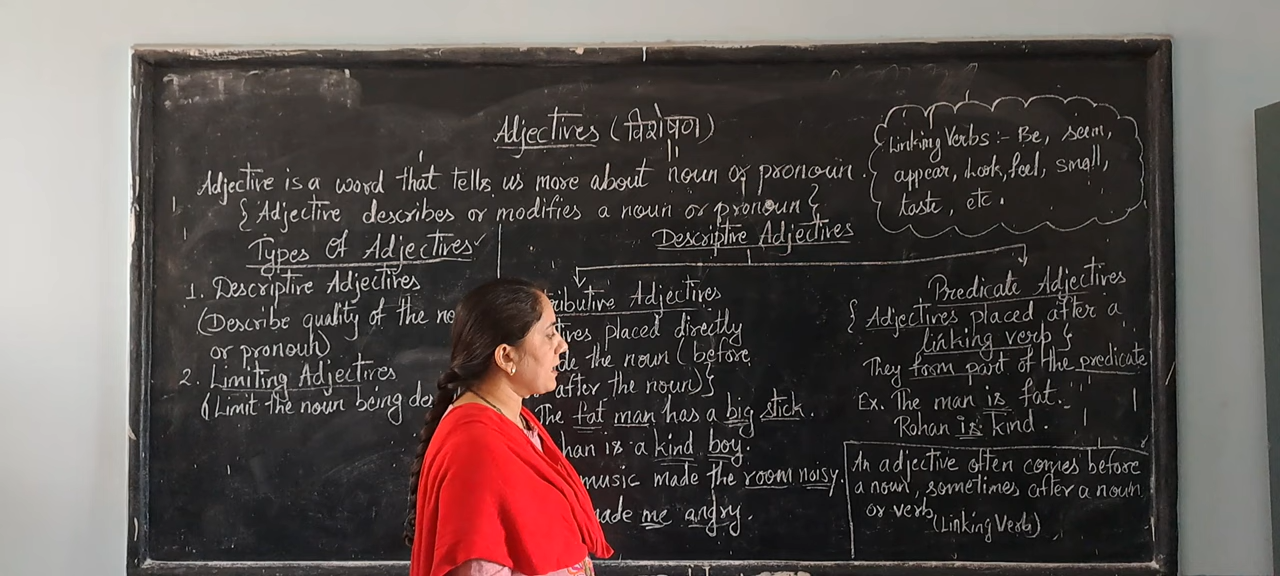 Adjectives (विशेषण)
Linking Verbs :- Be, seem,
appear, Look, feel, small,
taste, etc.
Adjective is a word that tells us more about noun or pronoun.
{ Adjective describes or modifies a noun or pronoun }
Types of Adjectives
1. Descriptive Adjectives
(Describe quality of the
or pronoun)
2. Limiting Adjectives
(Limit the noun being
Descriptive Adjectives
Adjectives
placed directly
the noun (before
after the noun) }
The fat man has a big stick.
is a kind boy.
music made the room noisy.
me angry.
Predicate Adjectives
{ Adjectives placed after a
linking verb }
They form part of the predicate
Ex. The man is fat.
Rohan is kind.
An adjective often comes before
a noun, sometimes after a noun
or verb
(Linking Verb)